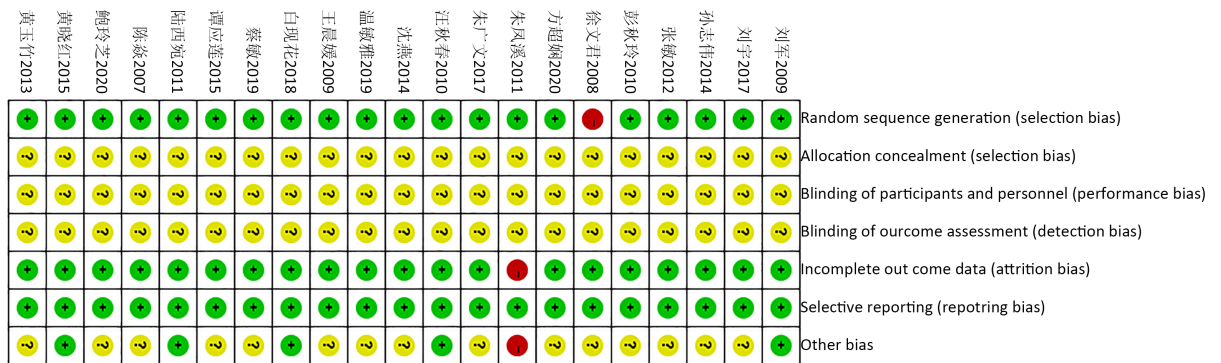 黄玉竹2013
黄晓红2015
鲍玲芝2020
陈焱2007
陆西宛2011
谭应莲2015
蔡敏2019
白现花2018
王晨媛2009
温敏雅2019
沈燕2014
汪秋春2010
朱广文2017
朱凤溪2011
方超娴2020
徐文君2008
彭秋玲2010
张敏2012
孙志伟2014
刘宇2017
刘军2009
Random sequence generation (selection bias)
Allocation concealment (selection bias)
Blinding of participants and personnel (performance bias)
Blinding of ourcome assessment (detection bias)
Incomplete out come data (attrition bias)
Selective reporting (repotring bias)
Other bias